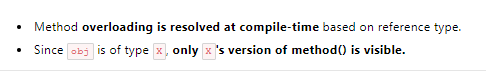 • Method overloading is resolved at compile-time based on reference type.
• Since obj is of type X, only X's version of method() is visible.